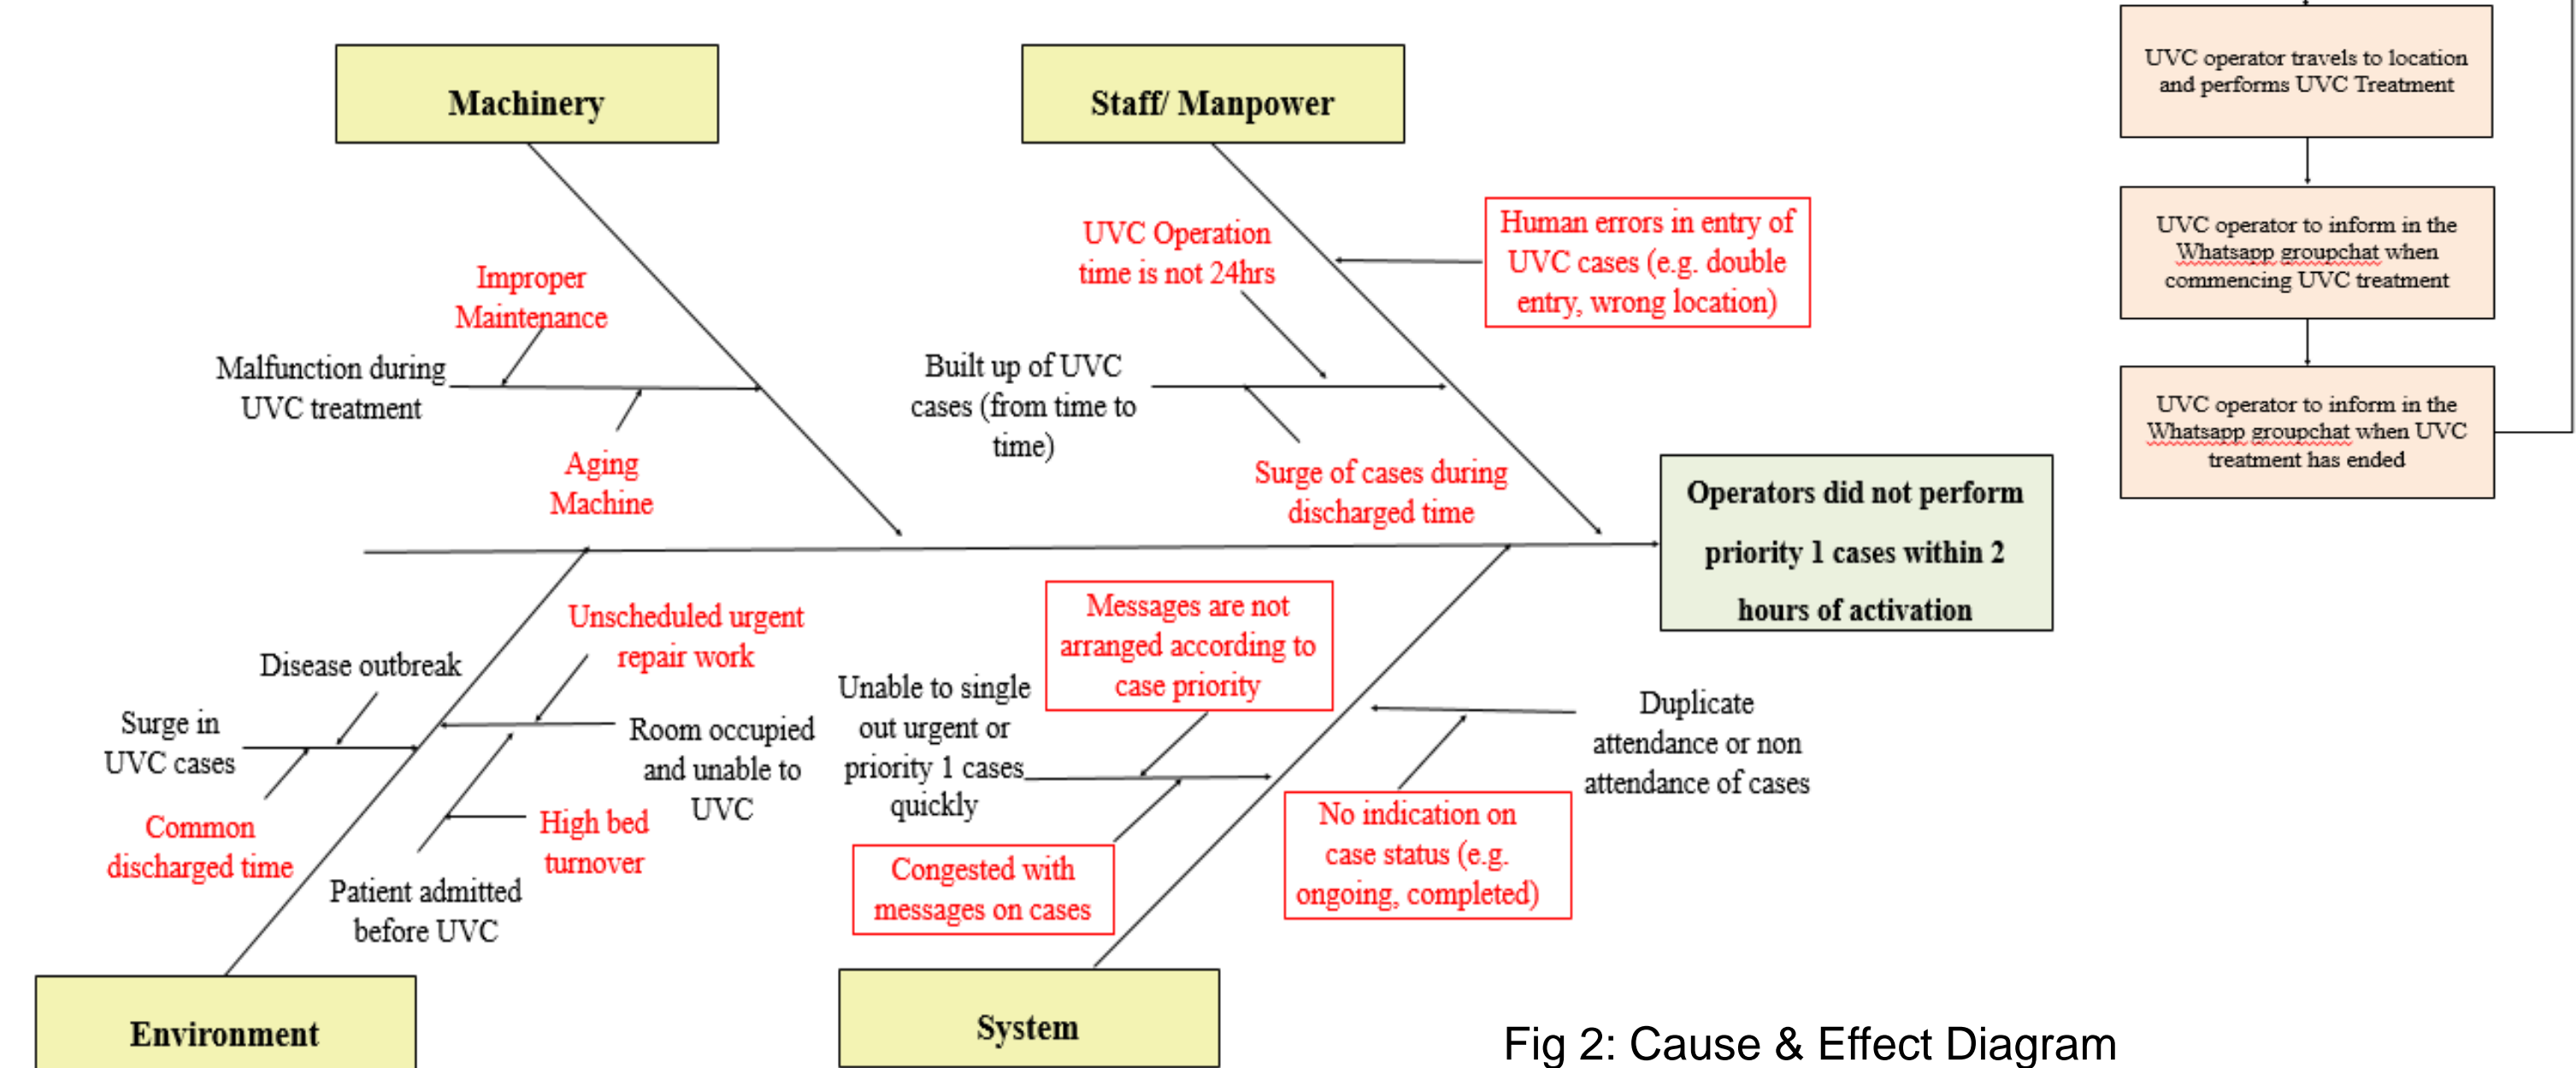 Machinery
Staff/ Manpower
UVC Operation
time is not 24hrs
Human errors in entry of
UVC cases (e.g. double
entry, wrong location)
Improper
Maintenance
Malfunction during
UVC treatment
Aging
Machine
Built up of UVC
cases (from time to
time)
Surge of cases during
discharged time
Operators did not perform
priority 1 cases within 2
hours of activation
Unscheduled urgent
repair work
Disease outbreak
Surge in
UVC cases
Common
discharged time
Room occupied
and unable to
UVC
High bed
turnover
Patient admitted
before UVC
Messages are not
arranged according to
case priority
Unable to single
out urgent or
priority 1 cases
quickly
Congested with
messages on cases
Duplicate
attendance or non
attendance of cases
No indication on
case status (e.g.
ongoing, completed)
Environment
System
Fig 2: Cause & Effect Diagram
UVC operator travels to location
and performs UVC Treatment
UVC operator to inform in the
Whatsapp groupchat when
commencing UVC treatment
UVC operator to inform in the
Whatsapp groupchat when UVC
treatment has ended